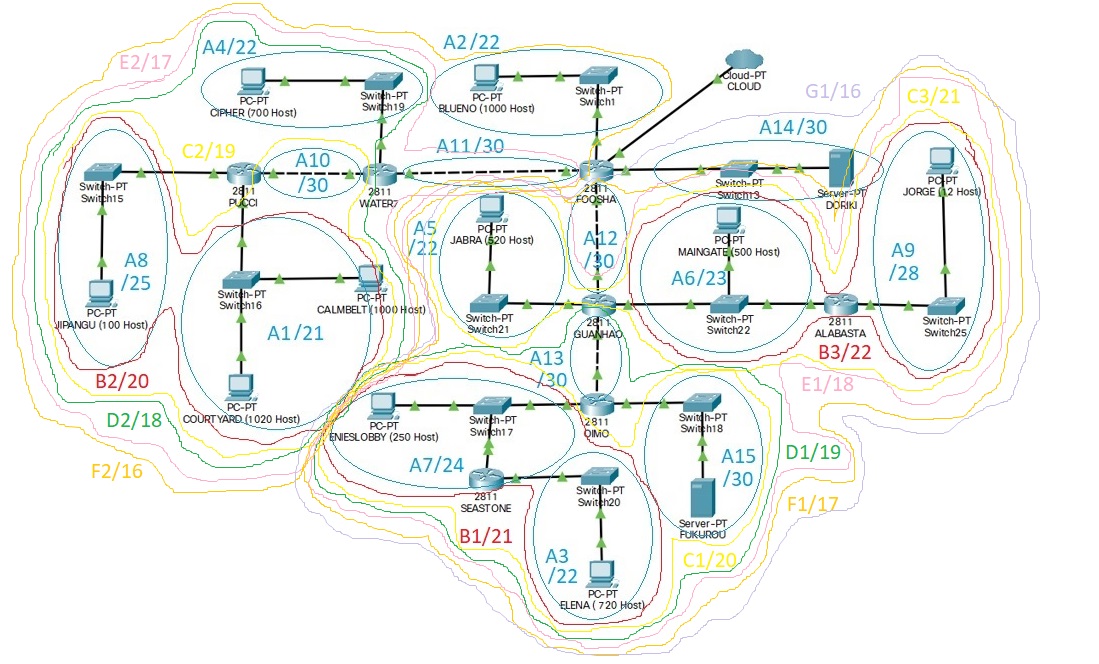 E2/17
A4/22
A2/22
Cloud-PT
CLOUD
PC-PT
CIPHER (700 Host)
Switch-PT
Switch19
PC-PT
BLUENO (1000 Host)
Switch-PT
Switch1
G1/16
C3/21
A14/30
C2/19
A10
/30
A11/30
Switch-PT
Switch15
2811
PUCCI
2811
WATER7
2811
FOOSHA
Switch-PT
Switch13
Server-PT
DORIKI
PC-PT
JORGE (12 Host)
A5
/22
PC-PT
JABRA (520 Host)
A12
/30
PC-PT
MAINGATE (500 Host)
A9
/28
A8
/25
PC-PT
JIPANGU (100 Host)
Switch-PT
Switch16
PC-PT
CALMBELT (1000 Host)
A6/23
Switch-PT
Switch21
2811
GUANHAO
Switch-PT
Switch22
2811
ALABASTA
Switch-PT
Switch25
A1/21
B3/22
A13
/30
B2/20
E1/18
D2/18
PC-PT
COURTYARD (1020 Host)
PC-PT
ENIESLOBBY (250 Host)
Switch-PT
Switch17
2811
OIMO
Switch-PT
Switch18
F2/16
A7/24
A15
/30
D1/19
2811
SEASTONE
Switch-PT
Switch20
F1/17
Server-PT
FUKUROU
B1/21
A3
/22
C1/20
PC-PT
ELENA ( 720 Host)